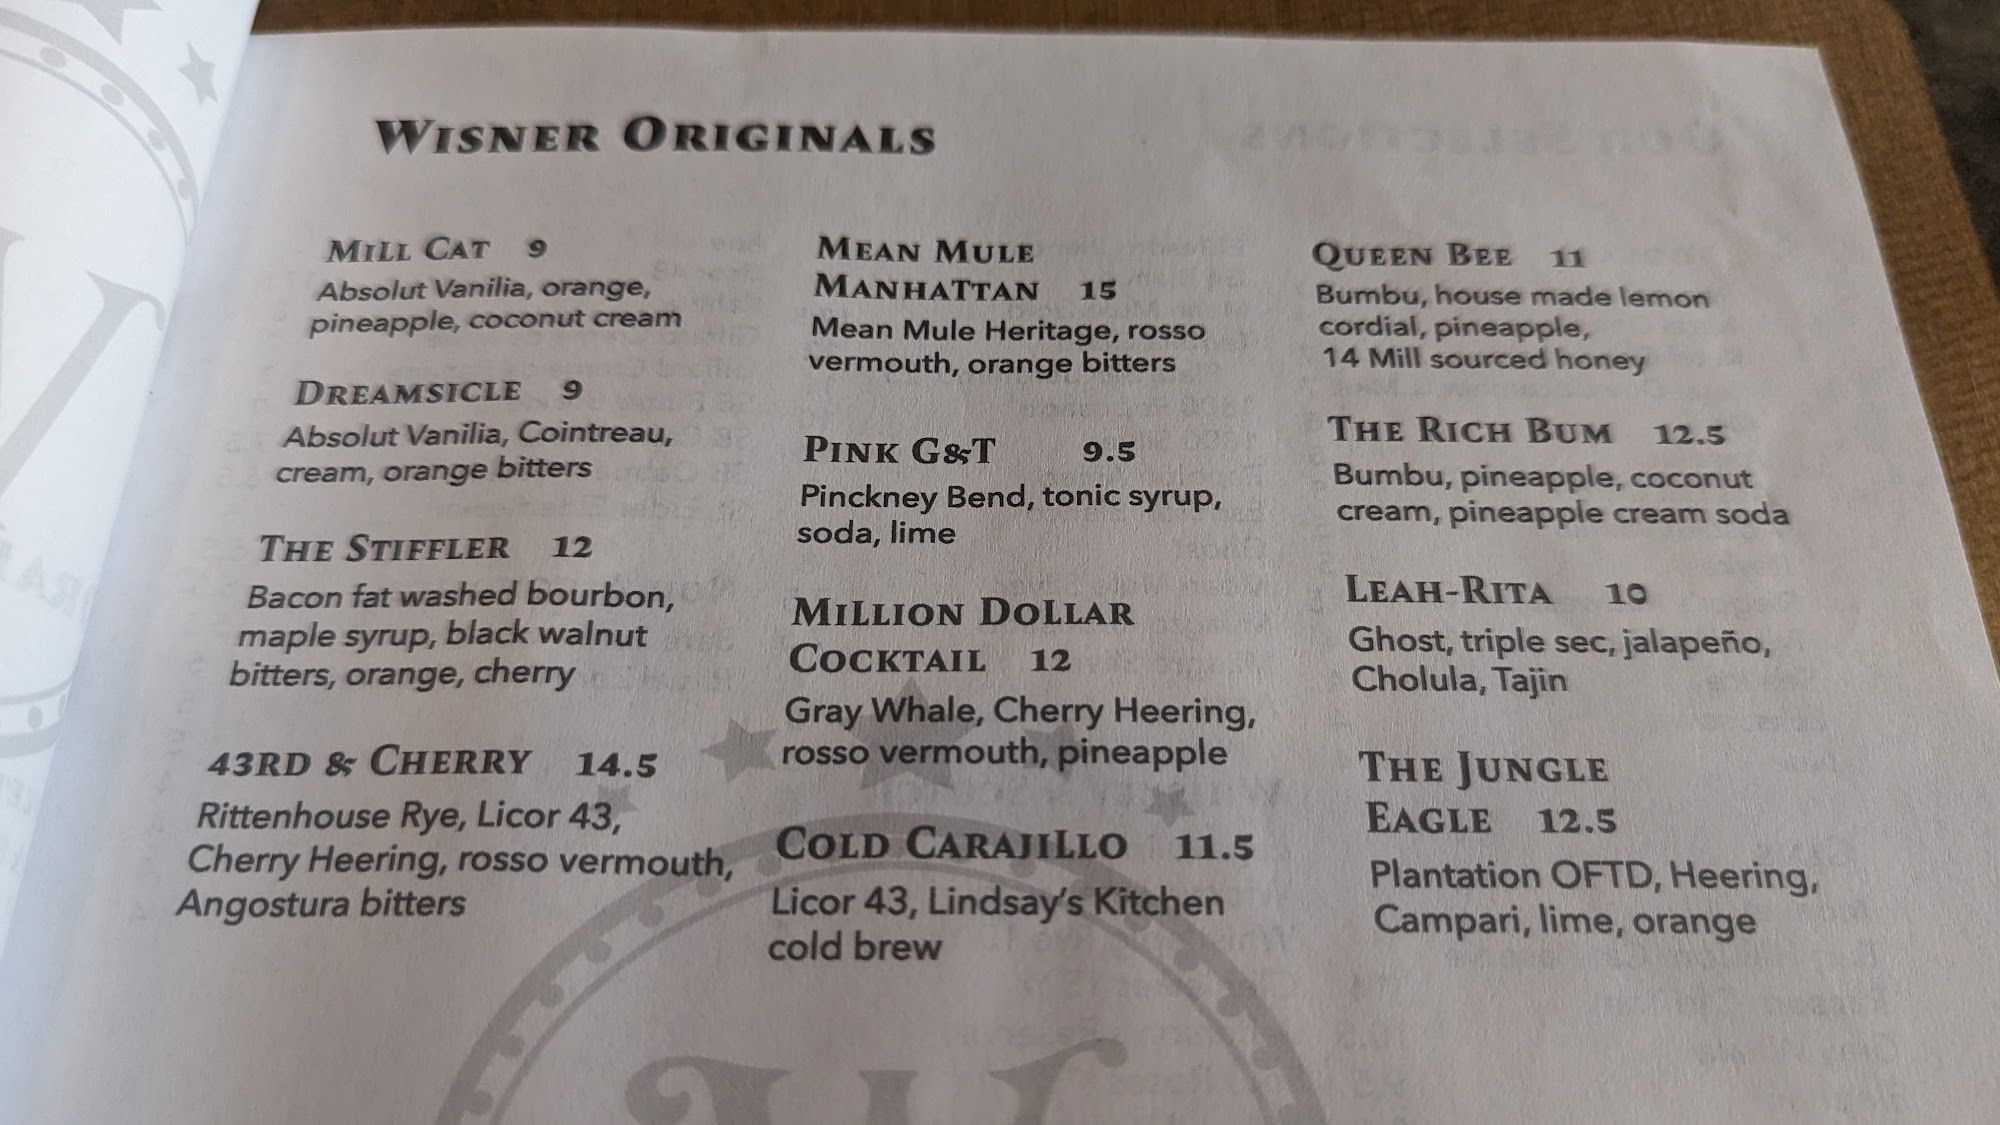 WISNER ORIGINALS
MILL CAT 9
Absolut Vanilia, orange,
pineapple, coconut cream
DREAMSICLE 9
Absolut Vanilia, Cointreau,
cream, orange bitters
THE STIFFLER 12
Bacon fat washed bourbon,
maple syrup, black walnut
bitters, orange, cherry
43RD & CHERRY 14.5
Rittenhouse Rye, Licor 43,
Cherry Heering, rosso vermouth,
Angostura bitters
MEAN MULE
MANHATTAN 15
Mean Mule Heritage, rosso
vermouth, orange bitters
PINK G&T 9.5
Pinckney Bend, tonic syrup,
soda, lime
MILLION DOLLAR
COCKTAIL 12
Gray Whale, Cherry Heering,
rosso vermouth, pineapple
COLD CARAJILLO 11.5
Licor 43, Lindsay's Kitchen
cold brew
QUEEN BEE 11
Bumbu, house made lemon
cordial, pineapple,
14 Mill sourced honey
THE RICH BUM 12.5
Bumbu, pineapple, coconut
cream, pineapple cream soda
LEAH-RITA 10
Ghost, triple sec, jalapeño,
Cholula, Tajin
THE JUNGLE
EAGLE 12.5
Plantation OFTD, Heering,
Campari, lime, orange